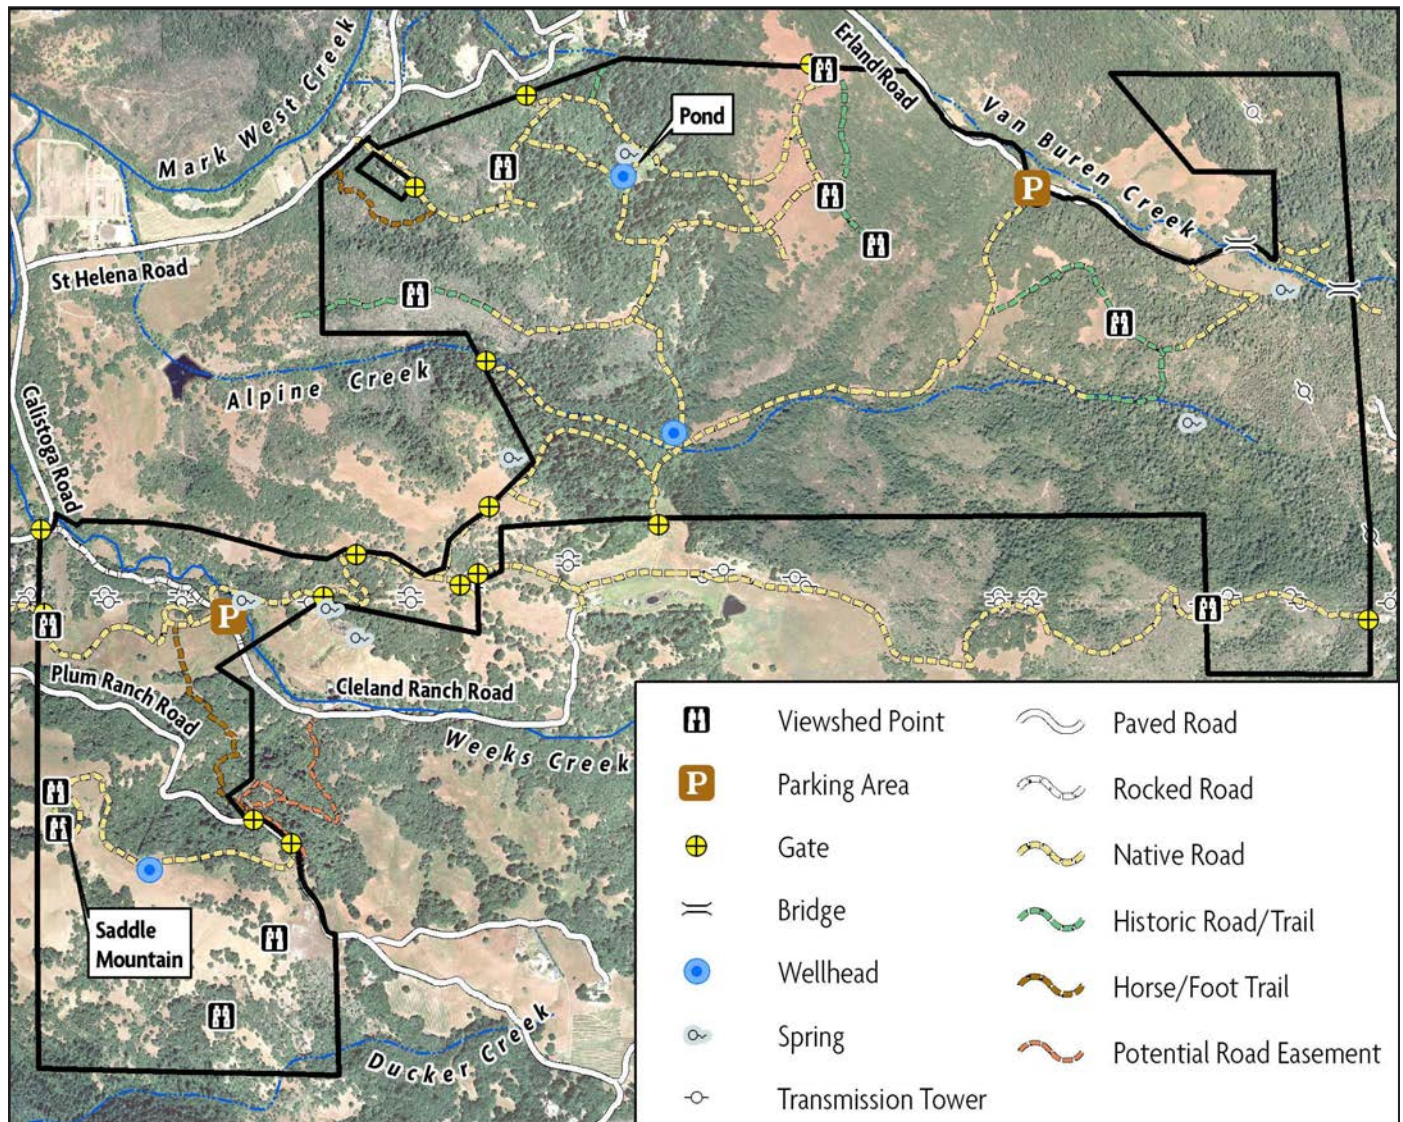 Mark West Creek
Pond
Erland Road
Van Buren Creek
P
St Helena Road
Alpine Creek
Calistoga Road
P
Plum Ranch Road
Cleland Ranch Road
Weeks Creek
Saddle
Mountain
Ducker Creek
Viewshed Point
P
Parking Area
Gate
Bridge
Wellhead
Spring
Transmission Tower
Paved Road
Rocked Road
Native Road
Historic Road/Trail
Horse/Foot Trail
Potential Road Easement